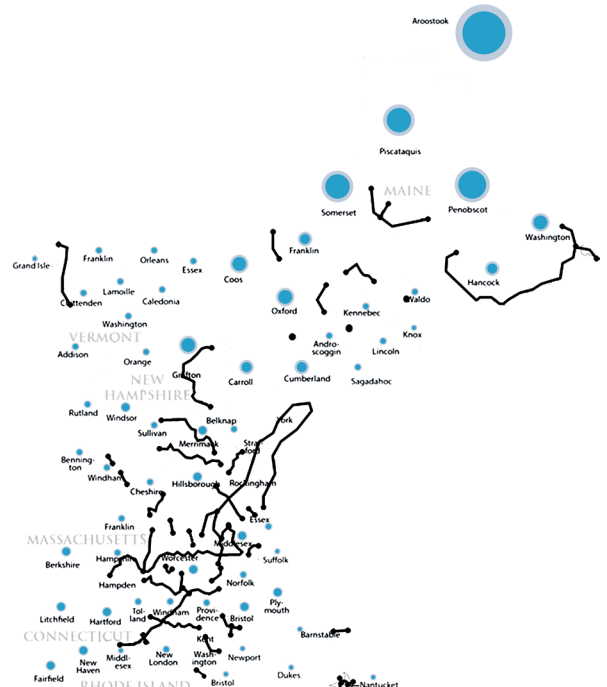 Aroostook
Piscataquis
MAINE
Somerset
Penobscot
Washington
Franklin
Grand Isle
Franklin
Orleans
Essex
Coos
Hancock
Chittenden
Lamoille
Caledonia
Oxford
Kennebec
Waldo
Washington
VERMONT
Andro-
scoggin
Knox
Lincoln
Addison
Orange
Grafton
Carroll
Cumberland
Sagadahoc
NEW
HAMPSHIRE
Rutland
Windsor
Sullivan
Belknap
York
Merrimack
Straf-
ford
Benning-
ton
Windham
Cheshire
Hillsborough
Rockingham
Franklin
Essex
MASSACHUSETTS
Middlesex
Berkshire
Hampshire
Worcester
Suffolk
Hampden
Norfolk
Litchfield
Hartford
Tol-
land
Windham
Provi-
dence
Bristol
Ply-
mouth
CONNECTICUT
Kent
Barnstable
Fairfield
New
Haven
Middl-
esex
New
London
Wash-
ington
Newport
RHODE ISLAND
Bristol
Dukes
Nantucket